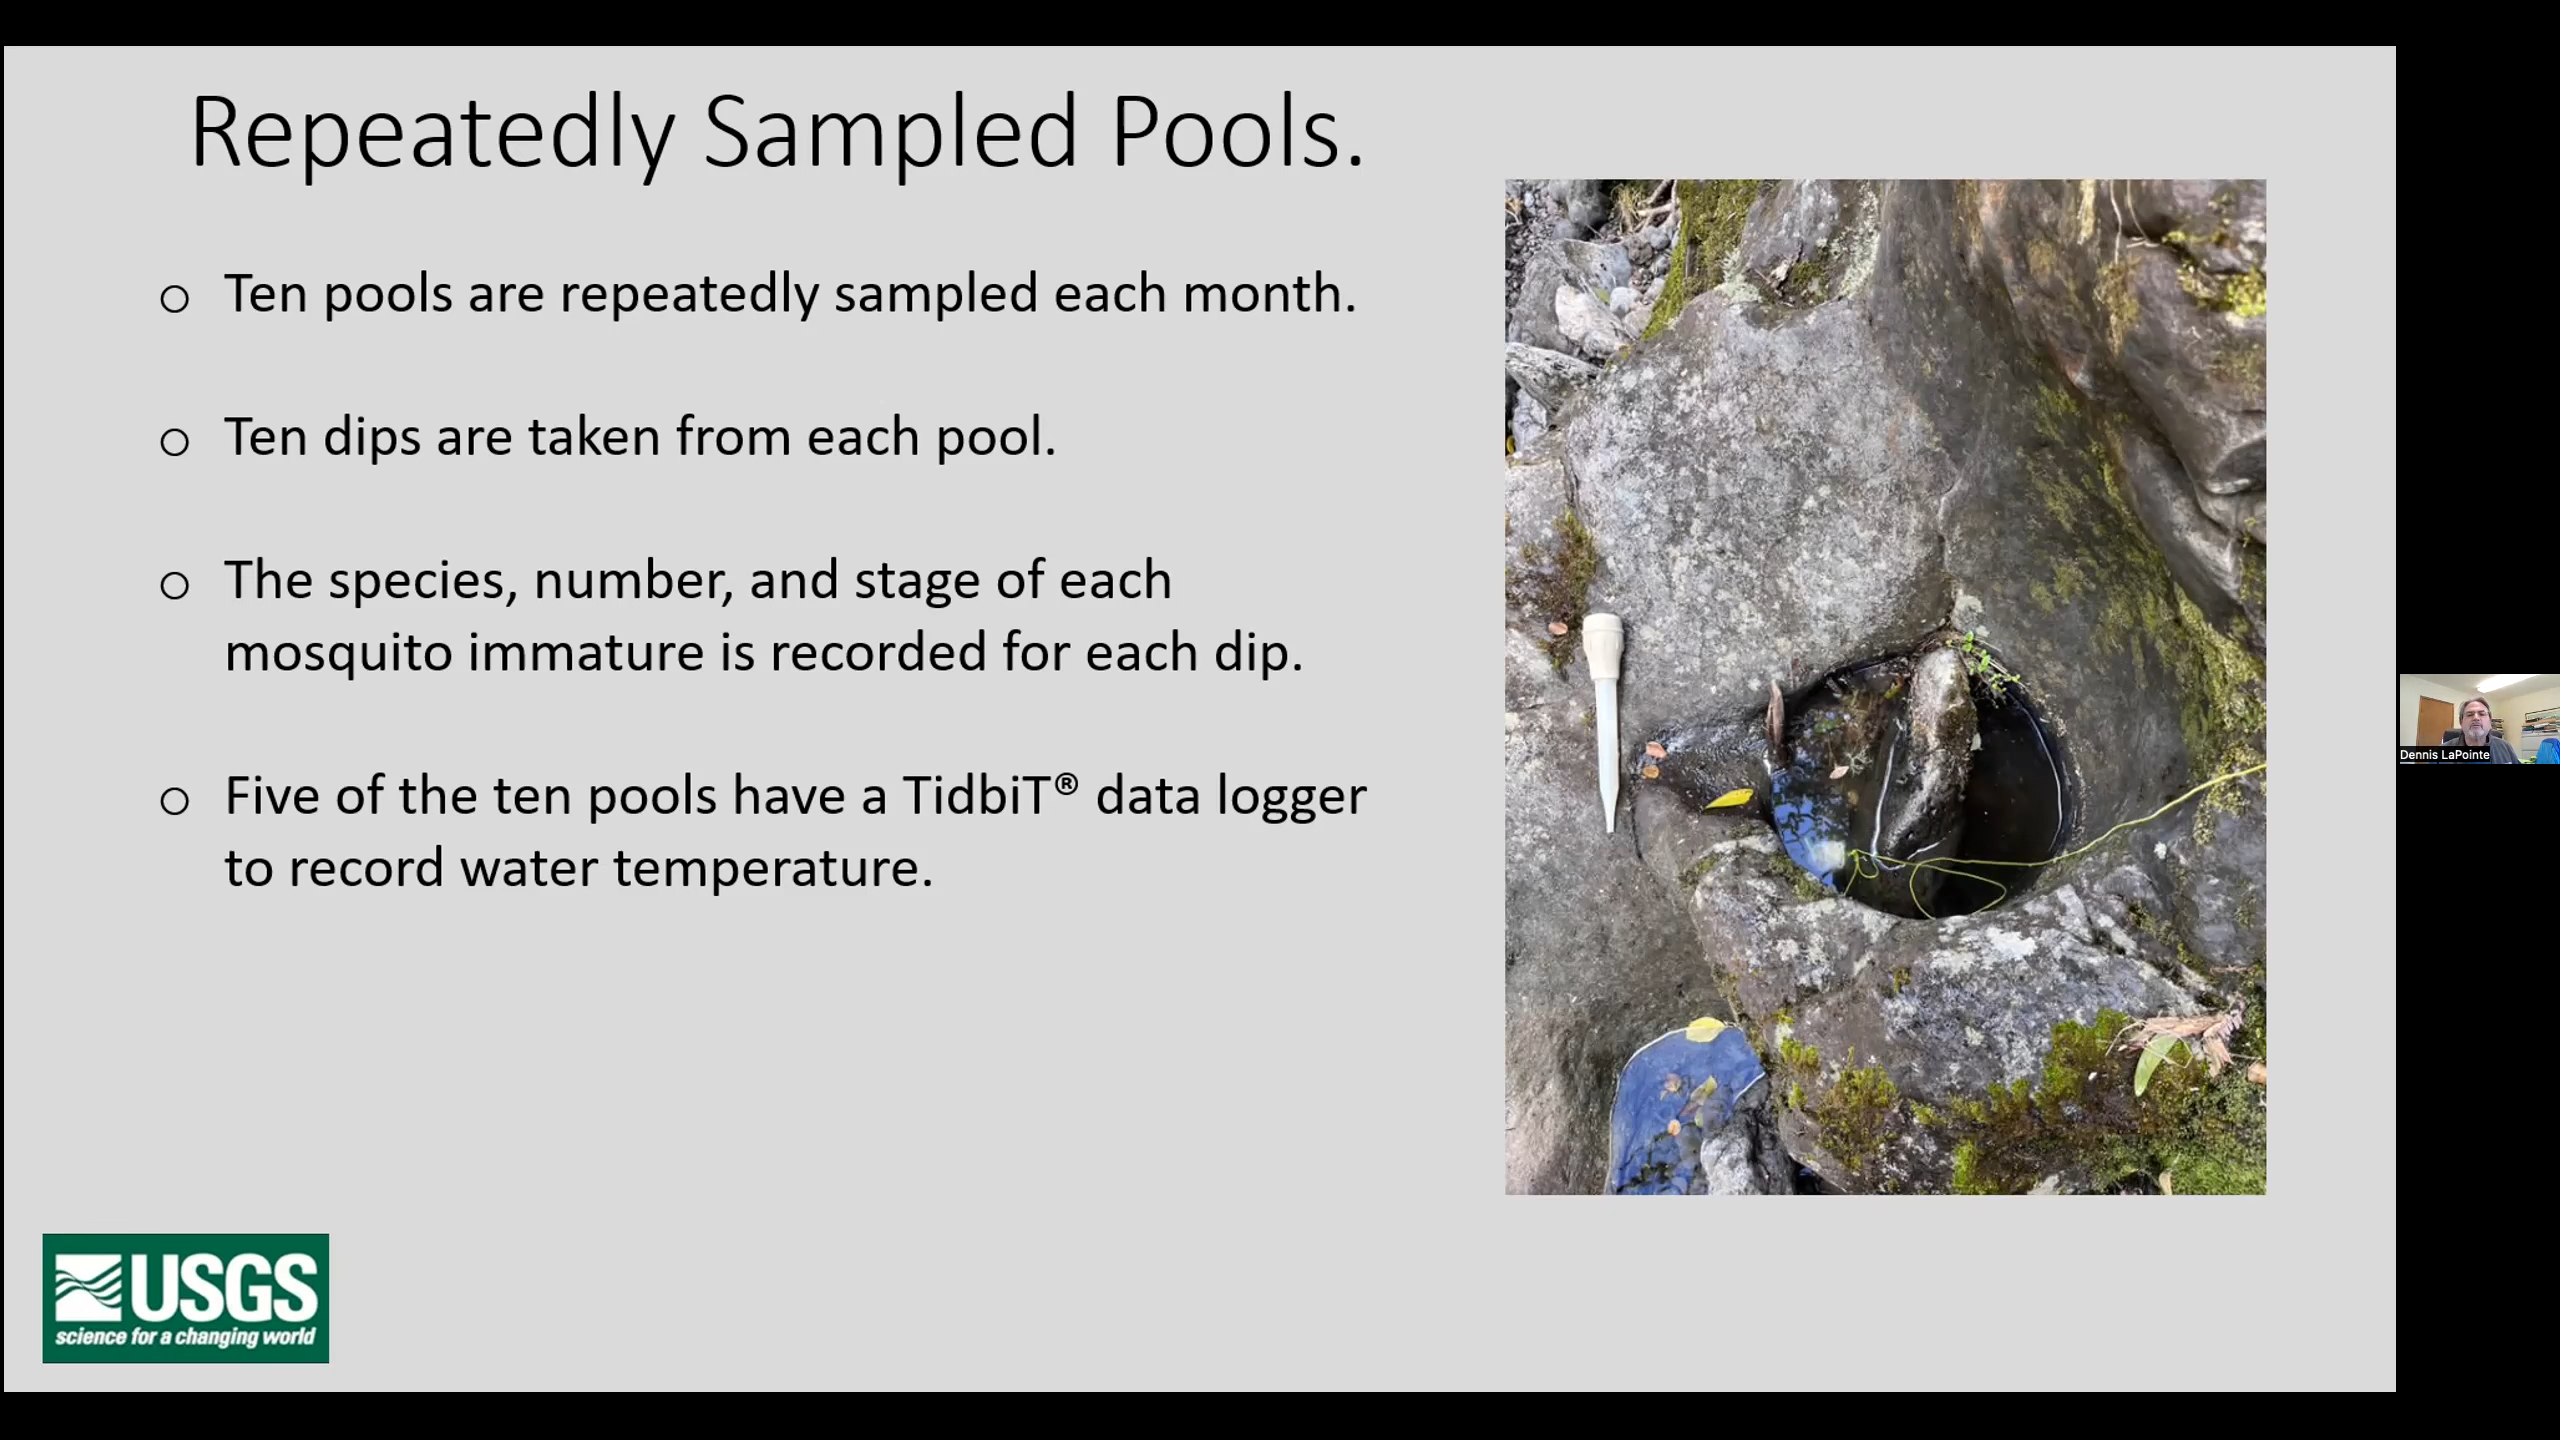 Repeatedly Sampled Pools.
o Ten pools are repeatedly sampled each month.
o Ten dips are taken from each pool.
o The species, number, and stage of each
mosquito immature is recorded for each dip.
o Five of the ten pools have a TidbiT® data logger
to record water temperature.
USGS
science for a changing world
Dennis LaPointe